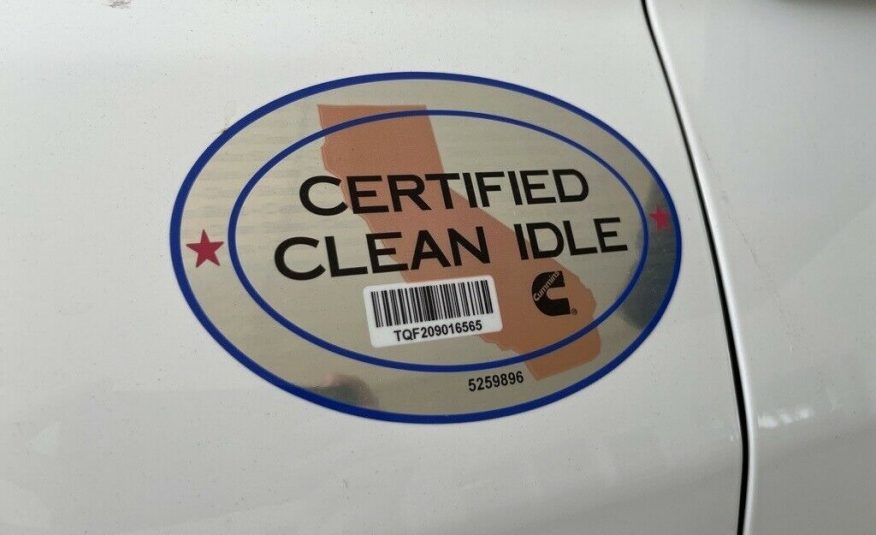 CERTIFIED
CLEAN IDLE
Cummins
TQF209016565
5259896